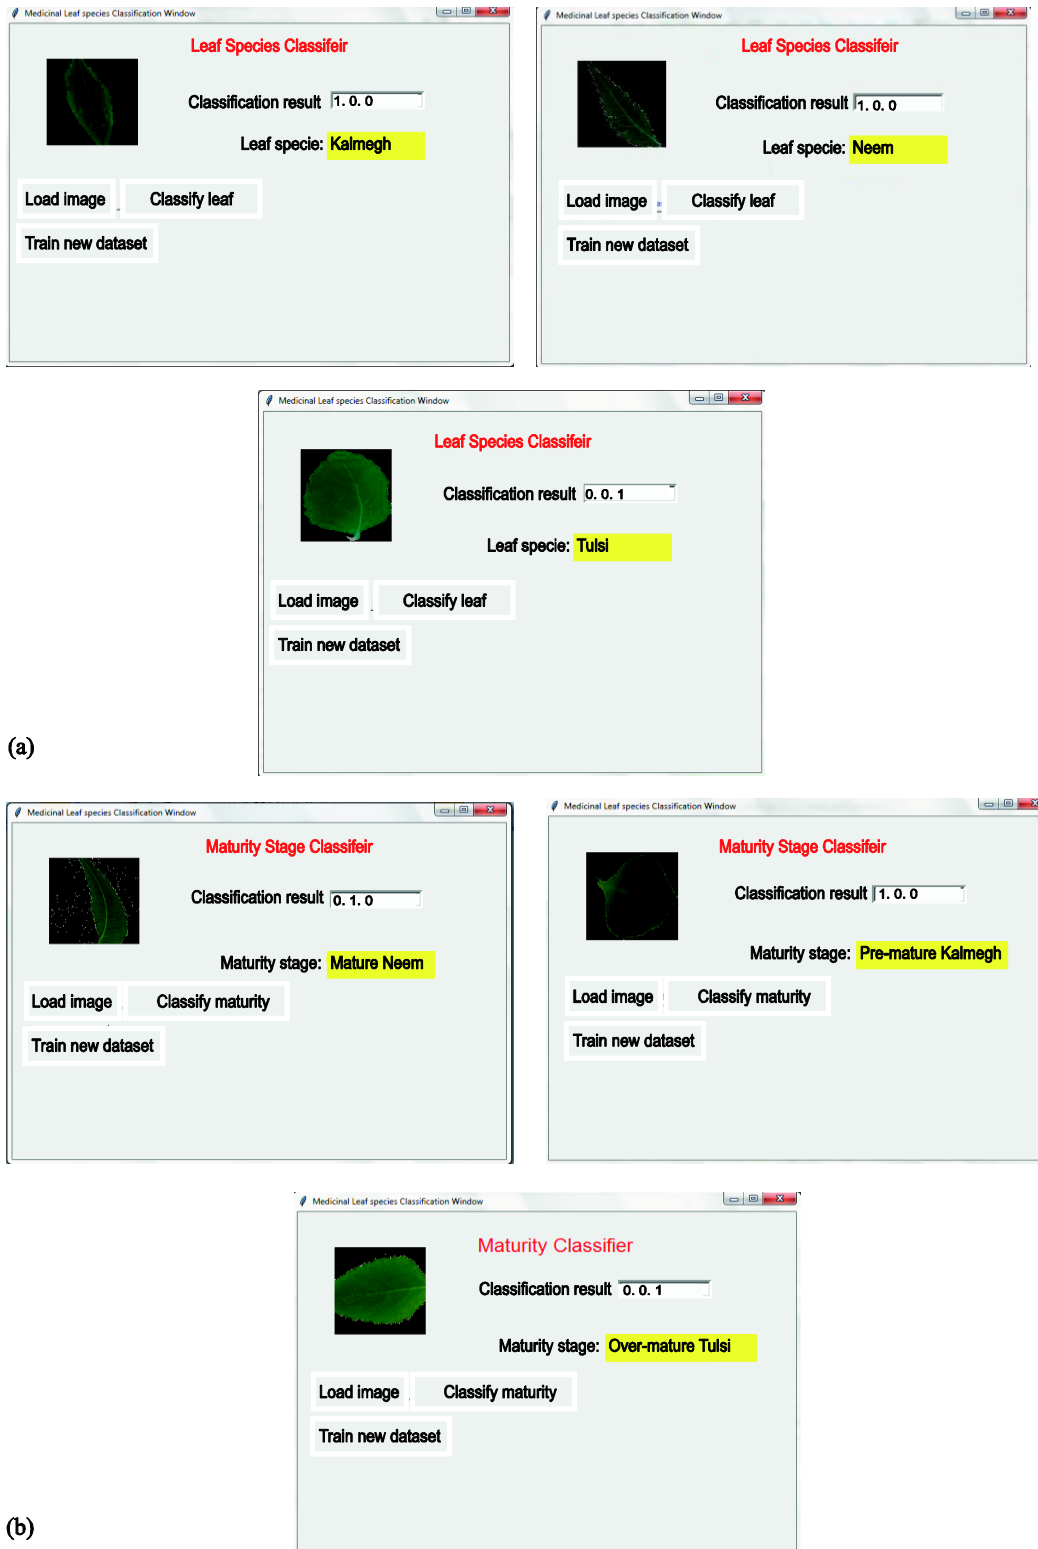 Medicinal Leaf species Classification Window
Leaf Species Classifeir
Classification result 1. 0. 0
Leaf specie: Kalmegh
Load image Classify leaf
Train new dataset
Medicinal Leaf species Classification Window
Leaf Species Classifeir
Classification result 1. 0. 0
Leaf specie: Neem
Load image Classify leaf
Train new dataset
Medicinal Leaf species Classification Window
Leaf Species Classifeir
Classification result 0. 0. 1
Leaf specie: Tulsi
Load image Classify leaf
Train new dataset
(a)
Medicinal Leaf species Classification Window
Maturity Stage Classifeir
Classification result 0. 1. 0
Maturity stage: Mature Neem
Load image Classify maturity
Train new dataset
Medicinal Leaf species Classification Window
Maturity Stage Classifeir
Classification result 1. 0. 0
Maturity stage: Pre-mature Kalmegh
Load image Classify maturity
Train new dataset
Medicinal Leaf species Classification Window
Maturity Classifier
Classification result 0. 0. 1
Maturity stage: Over-mature Tulsi
Load image Classify maturity
Train new dataset
(b)